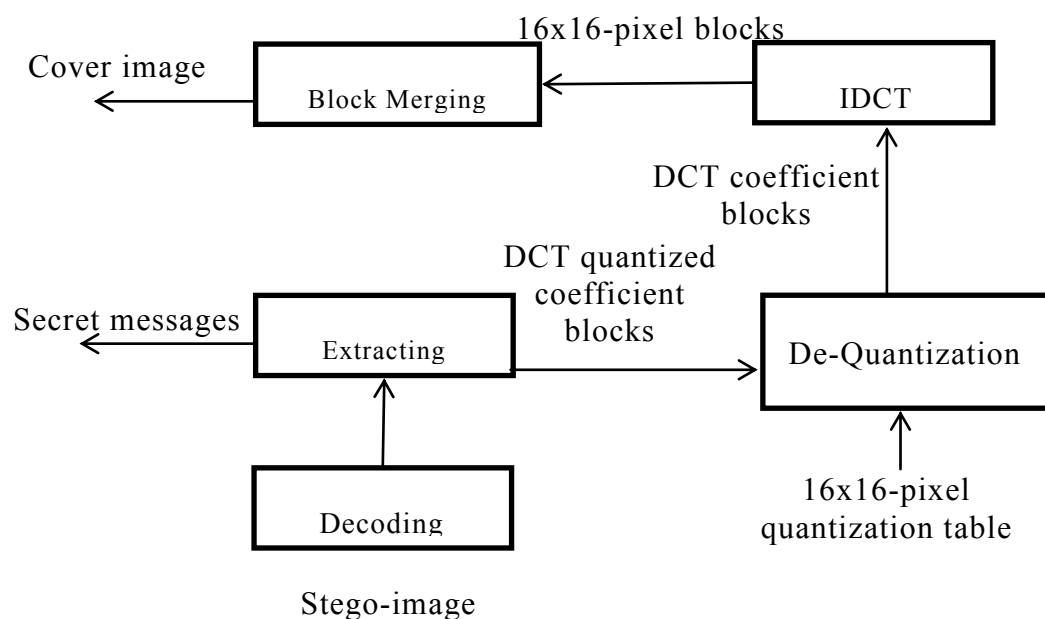 16x16-pixel blocks
Cover image
Block Merging
IDCT
DCT coefficient
blocks
DCT quantized
coefficient
blocks
Secret messages
Extracting
De-Quantization
Decoding
16x16-pixel
quantization table
Stego-image